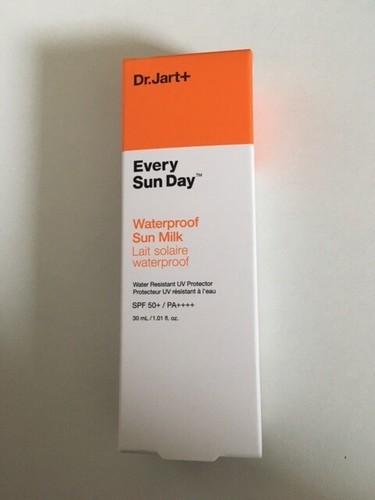 Dr.Jart+
Every
Sun Day™
Waterproof
Sun Milk
Lait solaire
waterproof
Water Resistant UV Protector
Protecteur UV résistant à l'eau
SPF 50+ / PA++++
30 mL / 1.01 fl. oz.